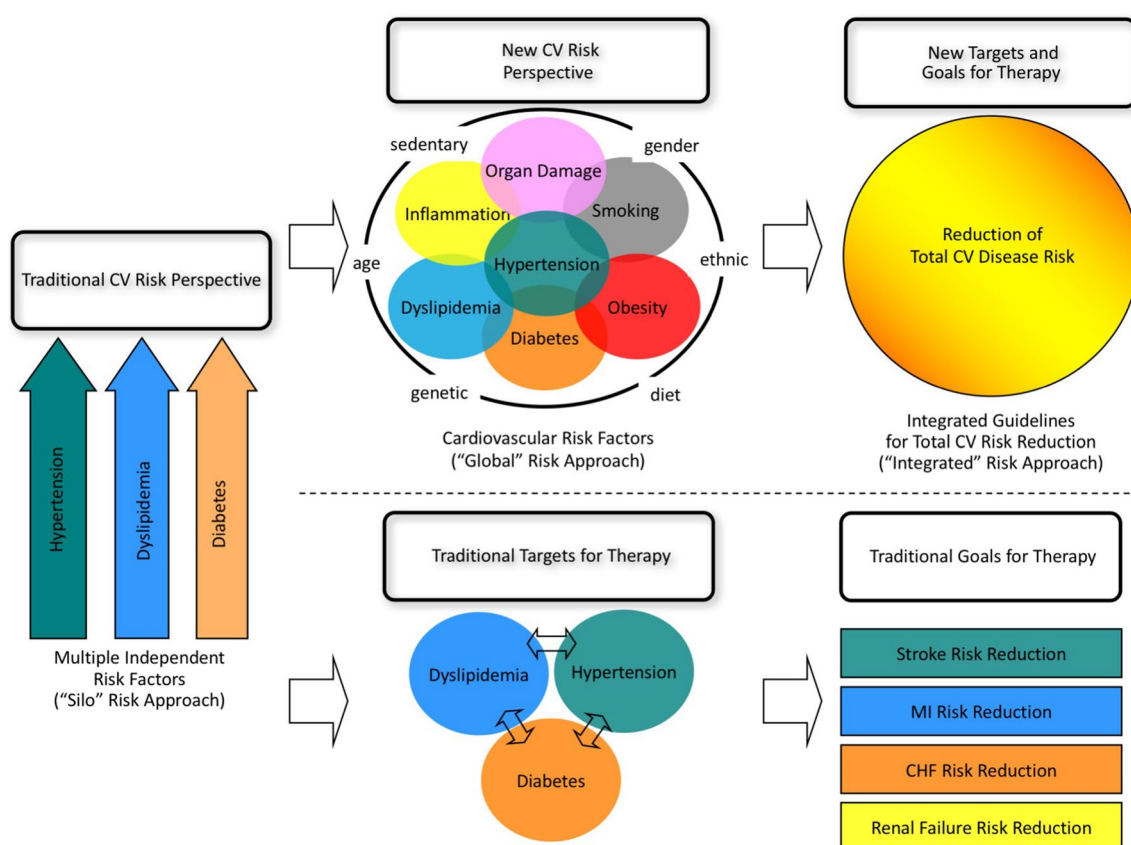 New CV Risk
Perspective
New Targets and
Goals for Therapy
sedentary
gender
Organ Damage
Inflammation
Smoking
age
Hypertension
ethnic
Dyslipidemia
Obesity
Diabetes
genetic
diet
Cardiovascular Risk Factors
(“Global” Risk Approach)
Reduction of
Total CV Disease Risk
Integrated Guidelines
for Total CV Risk Reduction
(“Integrated” Risk Approach)
Traditional CV Risk Perspective
Hypertension
Dyslipidemia
Diabetes
Multiple Independent
Risk Factors
(“Silo” Risk Approach)
Traditional Targets for Therapy
Dyslipidemia
Hypertension
Diabetes
Traditional Goals for Therapy
Stroke Risk Reduction
MI Risk Reduction
CHF Risk Reduction
Renal Failure Risk Reduction